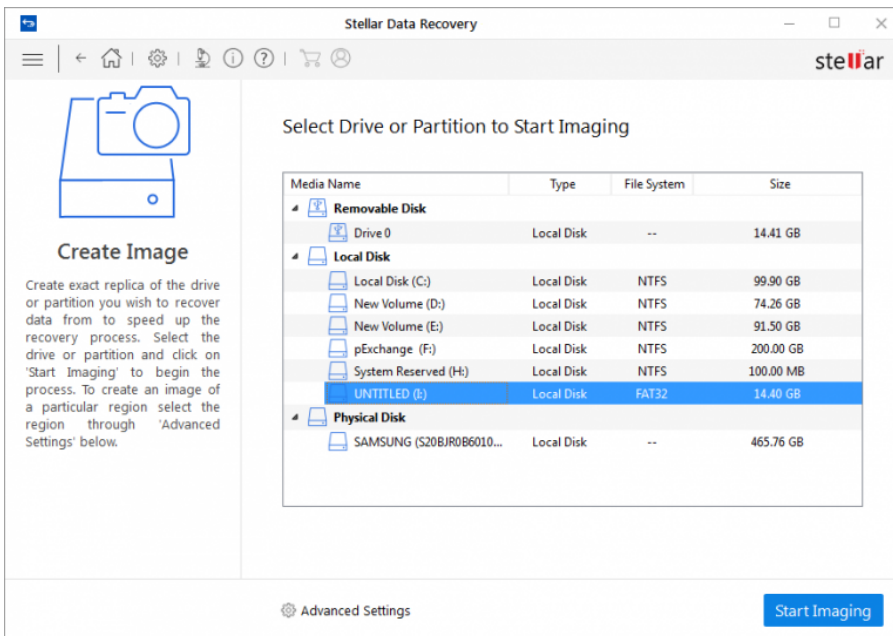 Stellar Data Recovery
stellar
Select Drive or Partition to Start Imaging
Media Name Type File System Size
Removable Disk
Drive 0 Local Disk -- 14.41 GB
Local Disk
Local Disk (C:) Local Disk NTFS 99.90 GB
New Volume (D:) Local Disk NTFS 74.26 GB
New Volume (E:) Local Disk NTFS 91.50 GB
pExchange (F:) Local Disk NTFS 200.00 GB
System Reserved (H:) Local Disk NTFS 100.00 MB
UNTITLED (I:) Local Disk FAT32 14.40 GB
Physical Disk
SAMSUNG (S20BJR0B6010... Local Disk -- 465.76 GB
Create Image
Create exact replica of the drive
or partition you wish to recover
data from to speed up the
recovery process. Select the
drive or partition and click on
'Start Imaging' to begin the
process. To create an image of
a particular region select the
region through 'Advanced
Settings' below.
Advanced Settings
Start Imaging